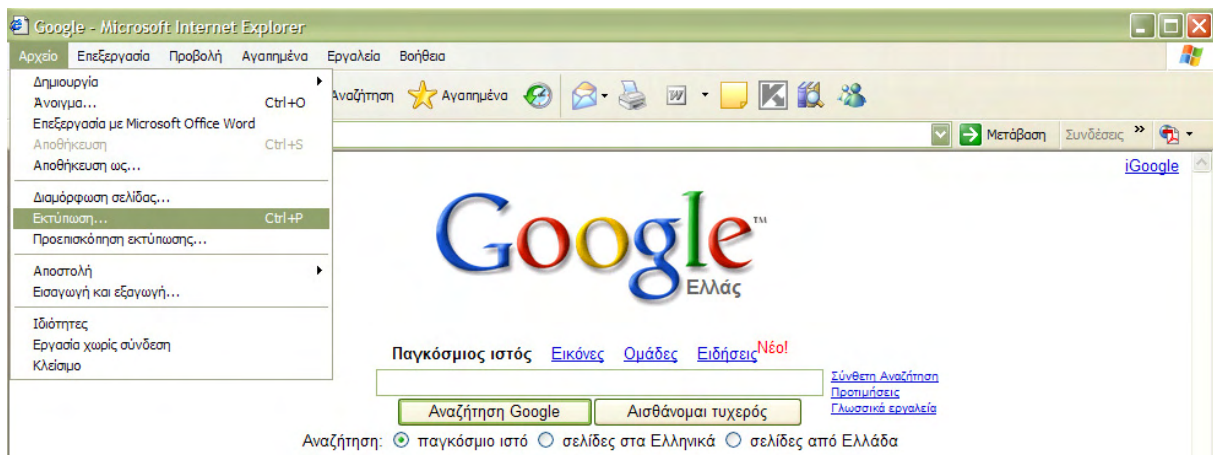 Google - Microsoft Internet Explorer
Αρχείο Επεξεργασία Προβολή Αγαπημένα Εργαλεία Βοήθεια
Δημιουργία
Άνοιγμα... Ctrl+O
Επεξεργασία με Microsoft Office Word
Αποθήκευση Ctrl+S
Αποθήκευση ως...
Διαμόρφωση σελίδας...
Εκτύπωση... Ctrl+P
Προεπισκόπηση εκτύπωσης...
Αποστολή
Εισαγωγή και εξαγωγή...
Ιδιότητες
Εργασία χωρίς σύνδεση
Κλείσιμο
Αναζήτηση Αγαπημένα
Μετάβαση Συνδέσεις »
iGoogle
Google™
Ελλάς
Παγκόσμιος ιστός Εικόνες Ομάδες Ειδήσεις Νέο!
Σύνθετη Αναζήτηση
Προτιμήσεις
Γλωσσικά εργαλεία
Αναζήτηση Google Αισθάνομαι τυχερός
Αναζήτηση: παγκόσμιο ιστό σελίδες στα Ελληνικά σελίδες από Ελλάδα